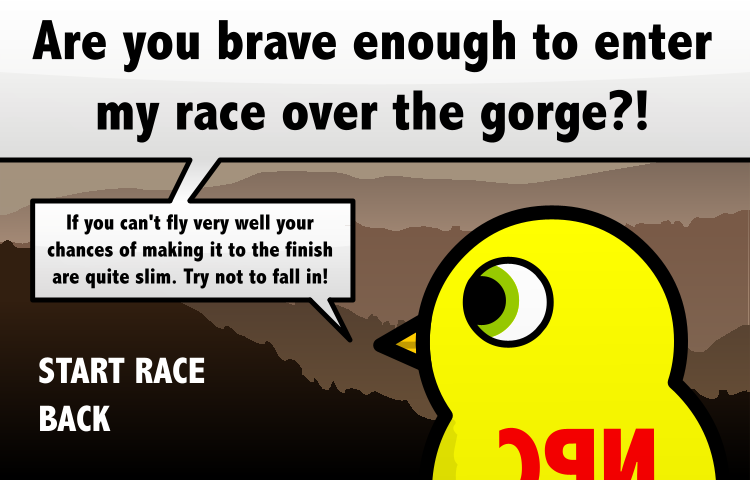 Are you brave enough to enter
my race over the gorge?!
If you can't fly very well your
chances of making it to the finish
are quite slim. Try not to fall in!
START RACE
BACK
NPC